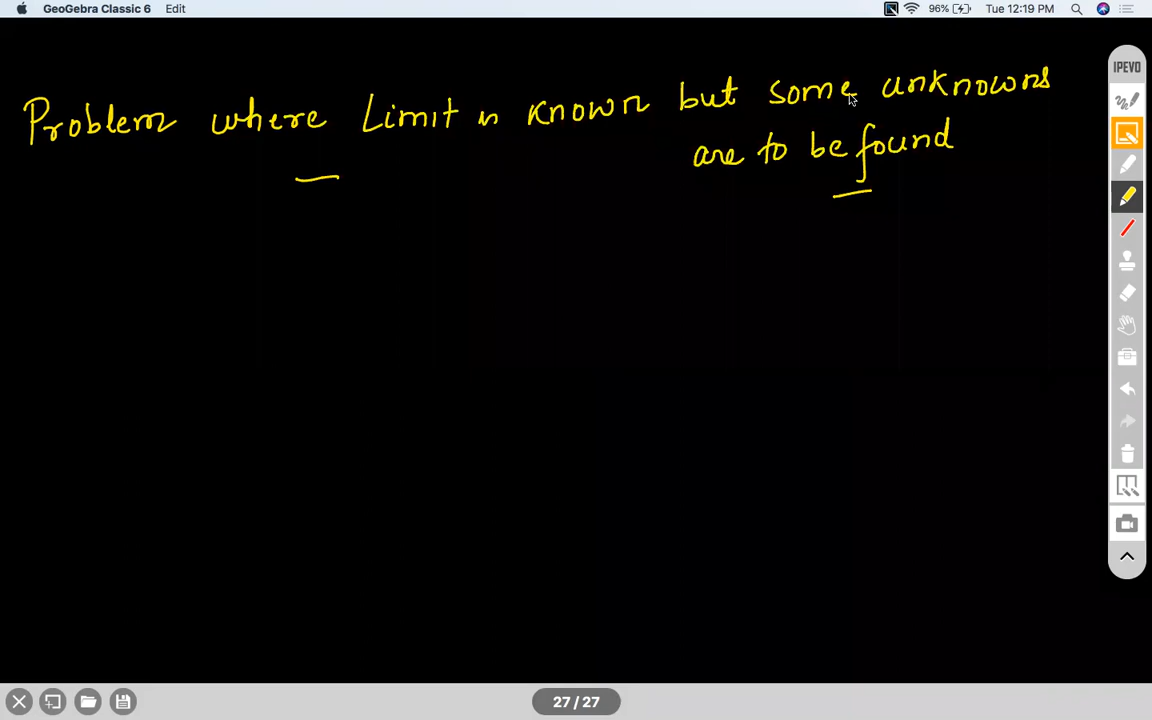 GeoGebra Classic 6 Edit 96% Tue 12:19 PM
IPEVO
Problem where Limit is known but some unknowns
are to be found
27 / 27